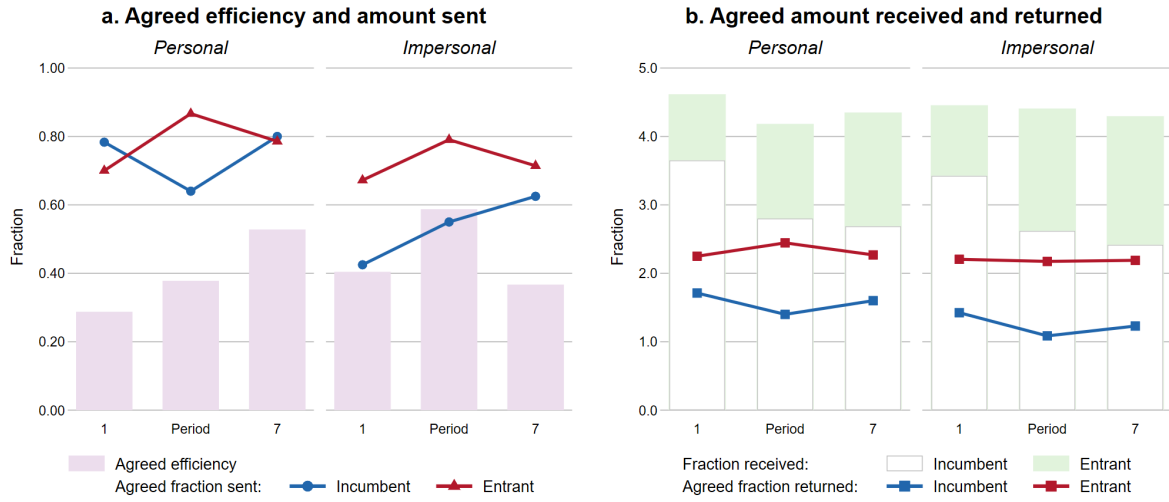 a. Agreed efficiency and amount sent
Personal
Impersonal
1.00
0.80
0.60
0.40
0.20
0.00
Fraction
1
Period
7
1
Period
7
Agreed efficiency
Agreed fraction sent:
Incumbent
Entrant
b. Agreed amount received and returned
Personal
Impersonal
5.0
4.0
3.0
2.0
1.0
0.0
Fraction
1
Period
7
1
Period
7
Fraction received:
Incumbent
Entrant
Agreed fraction returned:
Incumbent
Entrant